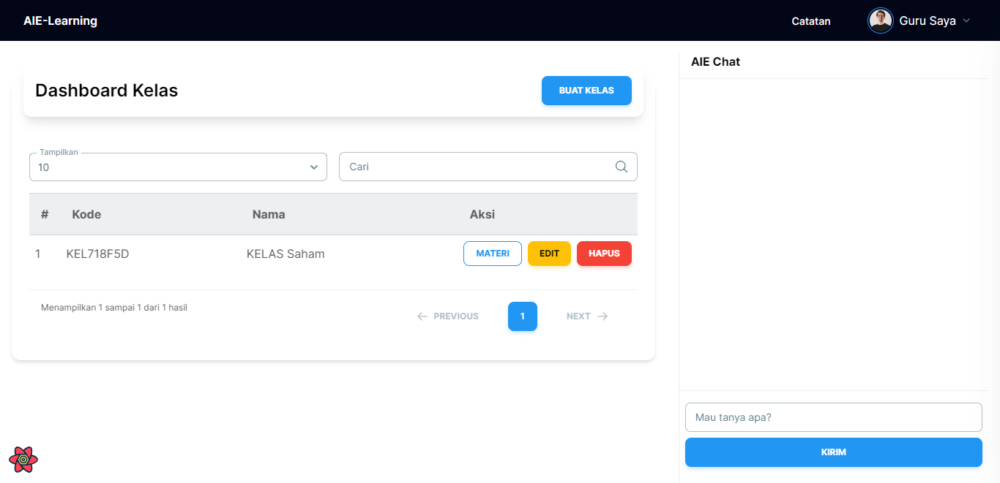 AIE-Learning
Catatan
Guru Saya
Dashboard Kelas
BUAT KELAS
Tampilkan
10
Cari
# Kode Nama Aksi
1 KEL718F5D KELAS Saham MATERI EDIT HAPUS
Menampilkan 1 sampai 1 dari 1 hasil
PREVIOUS 1 NEXT
AIE Chat
Mau tanya apa?
KIRIM